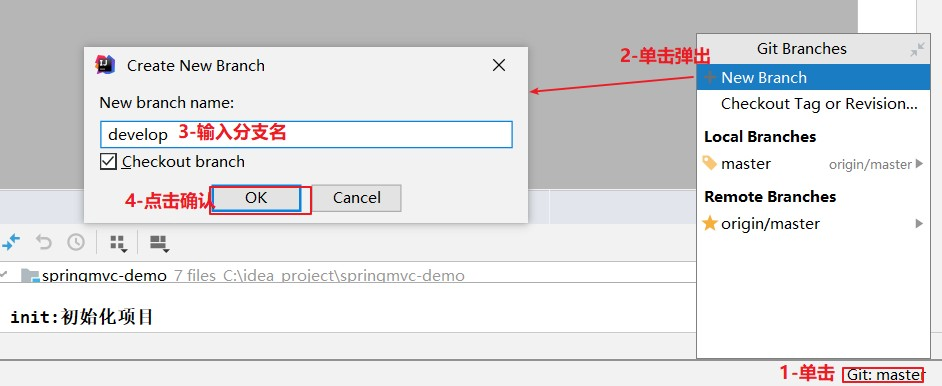 2-单击弹出
Git Branches
Create New Branch
New Branch
Checkout Tag or Revision...
New branch name:
develop
3-输入分支名
Checkout branch
Local Branches
master
origin/master
4-点击确认
OK
Cancel
Remote Branches
origin/master
springmvc-demo 7 files C:\idea_project\springmvc-demo
init:初始化项目
1-单击
Git: master